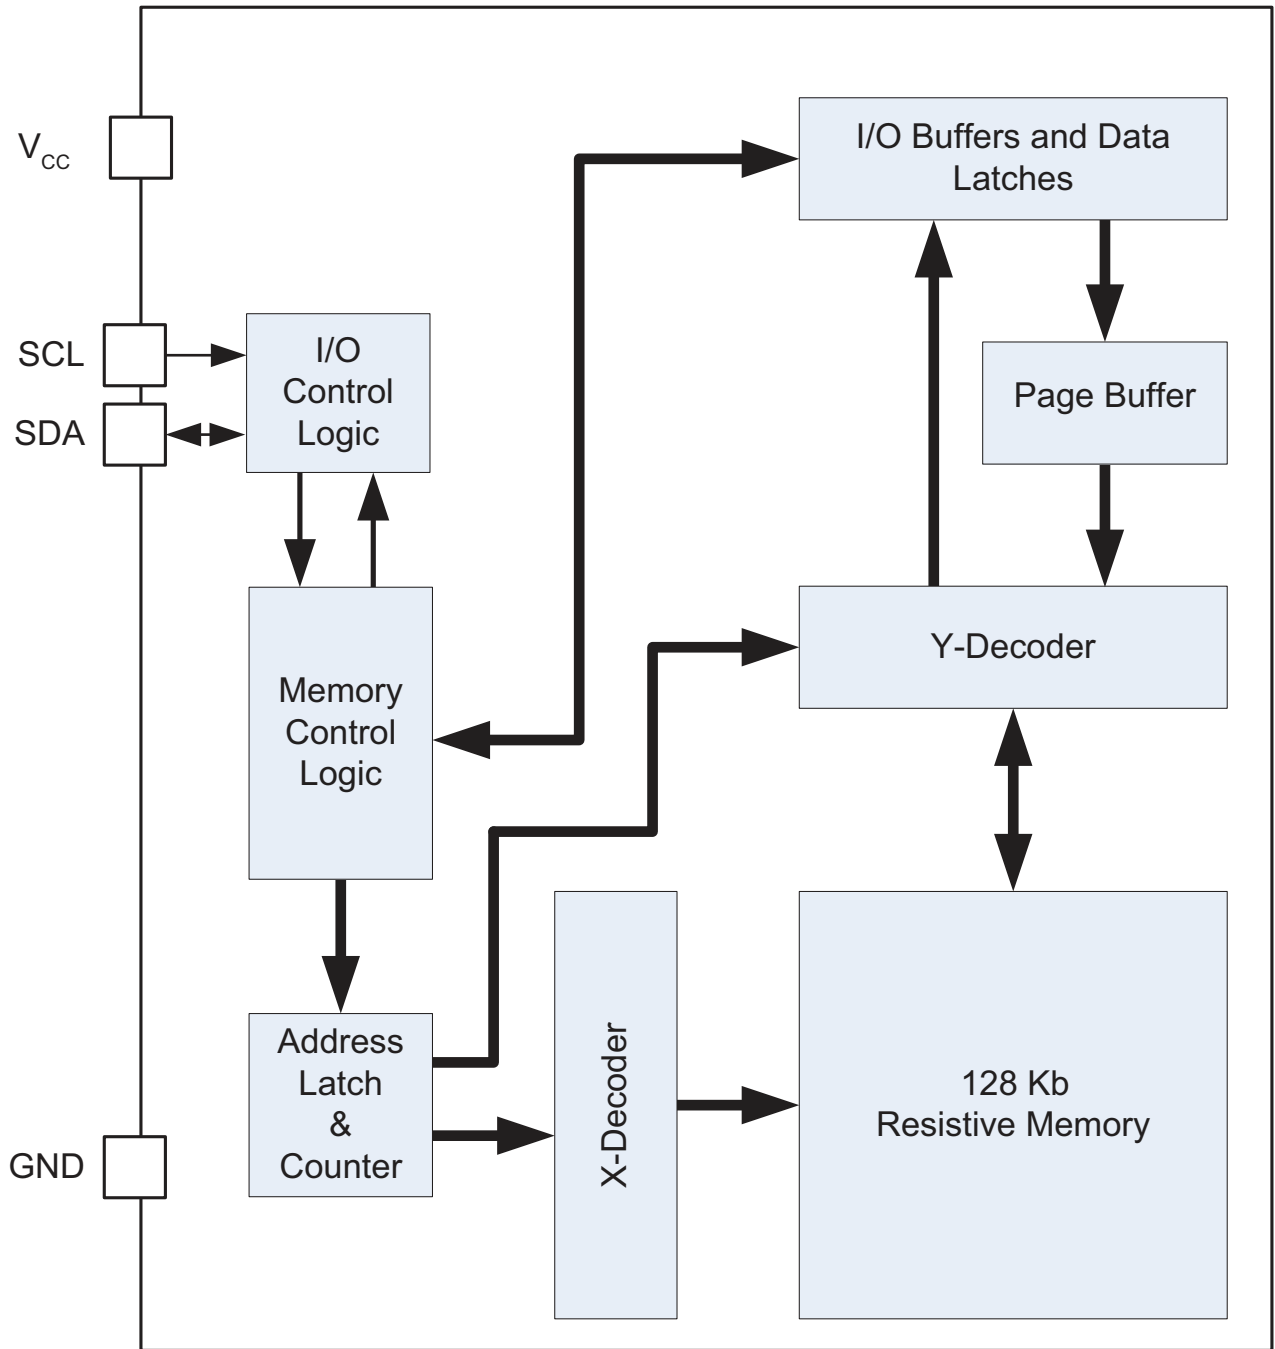 V_CC
I/O Buffers and Data
Latches
SCL
I/O
Control
Logic
SDA
Page Buffer
Y-Decoder
Memory
Control
Logic
Address
Latch
&
Counter
X-Decoder
128 Kb
Resistive Memory
GND